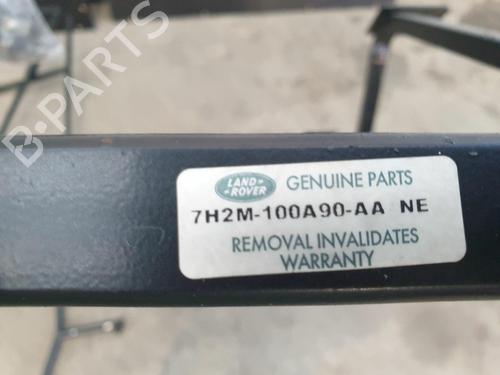 B-PARTS
LAND-
ROVER
GENUINE PARTS
7H2M-100A90-AA NE
REMOVAL INVALIDATES
WARRANTY